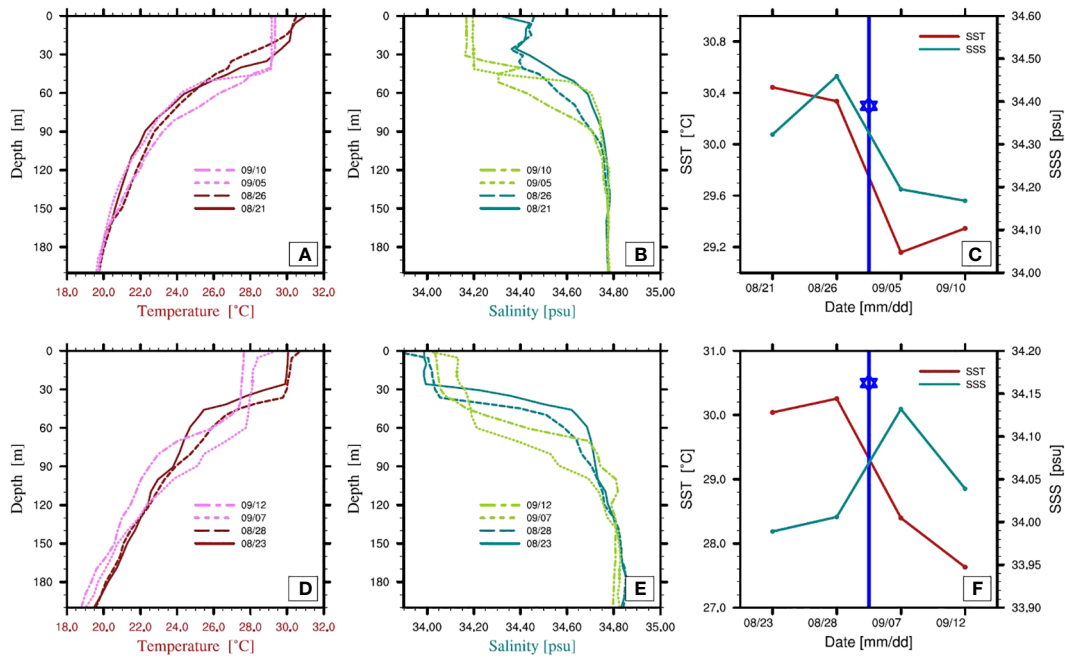 0
30
60
90
120
150
180
Depth [m]
18.0 20.0 22.0 24.0 26.0 28.0 30.0 32.0
Temperature [°C]
09/10
09/05
08/26
08/21
A
0
30
60
90
120
150
180
Depth [m]
34.00 34.20 34.40 34.60 34.80 35.00
Salinity [psu]
09/10
09/05
08/26
08/21
B
30.8
30.4
30.0
29.6
29.2
SST [°C]
34.60
34.50
34.40
34.30
34.20
34.10
34.00
SSS [psu]
SST
SSS
08/21 08/26 09/05 09/10
Date [mm/dd]
C
0
30
60
90
120
150
180
Depth [m]
18.0 20.0 22.0 24.0 26.0 28.0 30.0 32.0
Temperature [°C]
09/12
09/07
08/28
08/23
D
0
30
60
90
120
150
180
Depth [m]
34.00 34.20 34.40 34.60 34.80 35.00
Salinity [psu]
09/12
09/07
08/28
08/23
E
31.0
30.0
29.0
28.0
27.0
SST [°C]
34.20
34.15
34.10
34.05
34.00
33.95
33.90
SSS [psu]
SST
SSS
08/23 08/28 09/07 09/12
Date [mm/dd]
F